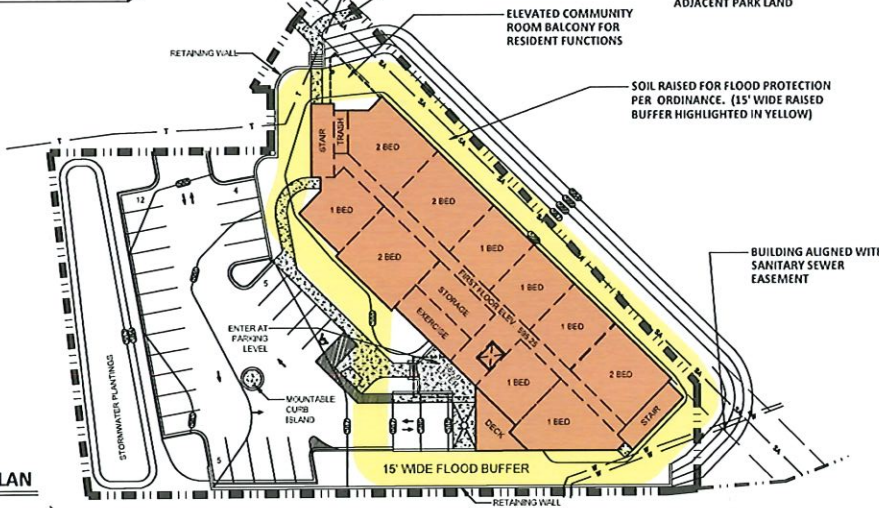 ADJACENT PARK LAND
ELEVATED COMMUNITY
ROOM BALCONY FOR
RESIDENT FUNCTIONS
RETAINING WALL
SOIL RAISED FOR FLOOD PROTECTION
PER ORDINANCE. (15' WIDE RAISED
BUFFER HIGHLIGHTED IN YELLOW)
STAIR
TRASH
2 BED
2 BED
1 BED
2 BED
1 BED
1 BED
1 BED
2 BED
FIRST FLOOR ELEV
STORAGE
EXERCISE
1 BED
1 BED
DECK
STAIR
BUILDING ALIGNED WITH
SANITARY SEWER
EASEMENT
12
4
5
5
ENTER AT
PARKING
LEVEL
MOUNTABLE
CURB
ISLAND
STORMWATER PLANTINGS
15' WIDE FLOOD BUFFER
RETAINING WALL
LAN